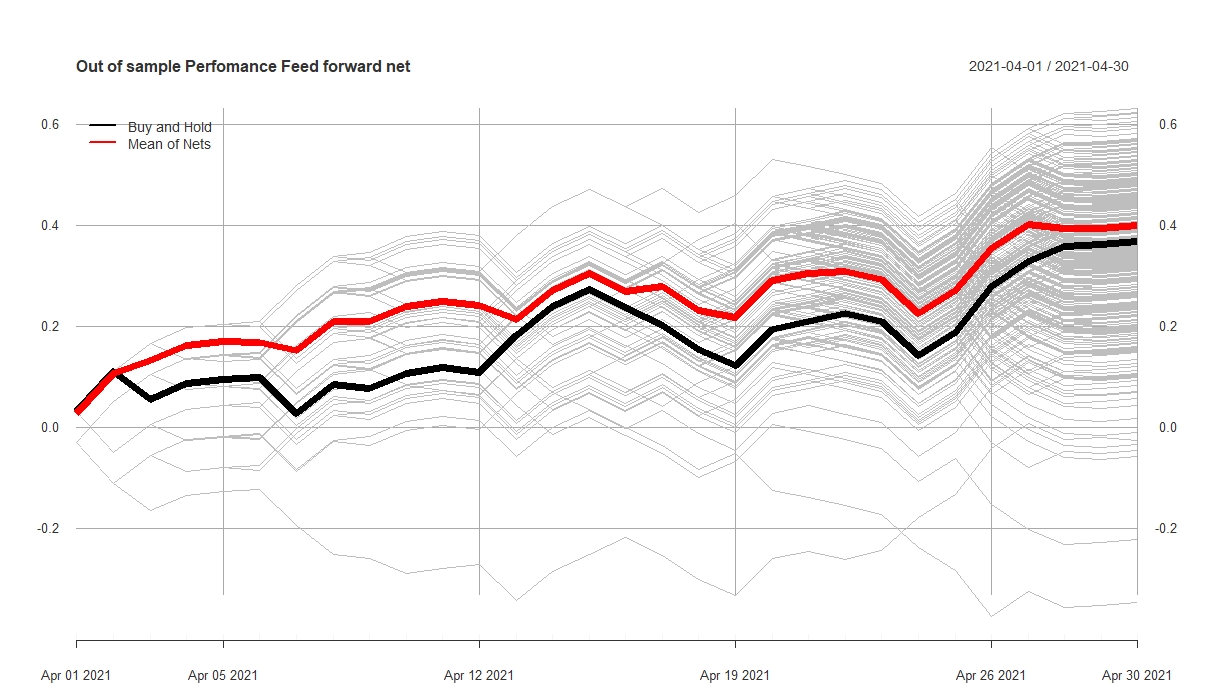 Out of sample Perfomance Feed forward net
2021-04-01 / 2021-04-30
Buy and Hold
Mean of Nets
0.6
0.4
0.2
0.0
-0.2
0.6
0.4
0.2
0.0
-0.2
Apr 01 2021 Apr 05 2021 Apr 12 2021 Apr 19 2021 Apr 26 2021 Apr 30 2021